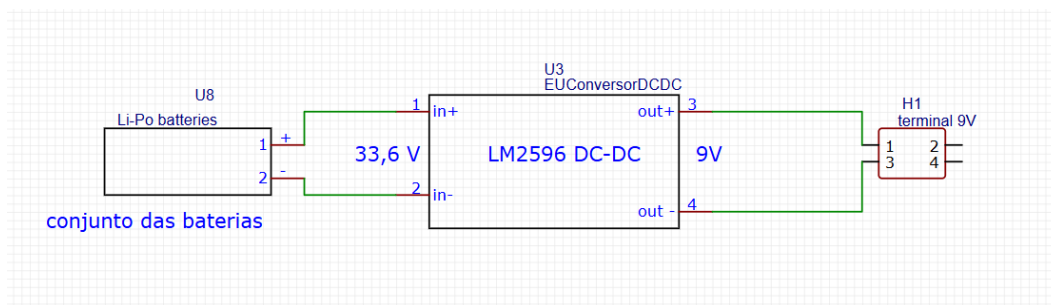 U8
Li-Po batteries
1
+
2
-
conjunto das baterias
33,6 V
U3
EUConversorDCDC
1
in+
2
in-
LM2596 DC-DC
out+
3
out -
4
9V
H1
terminal 9V
1 2
3 4